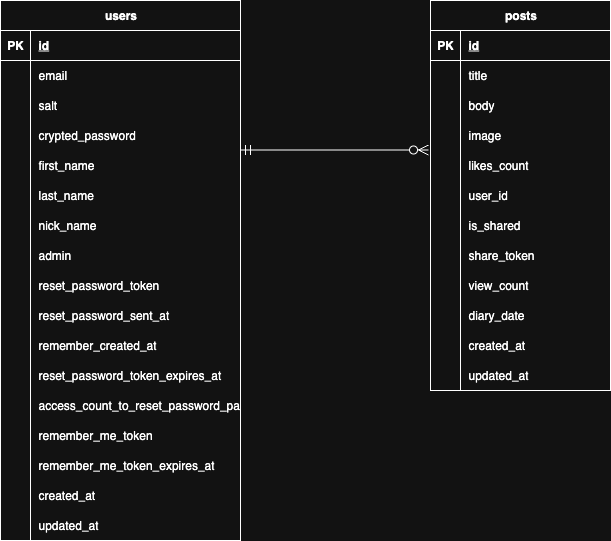 users
PK id
email
salt
crypted_password
first_name
last_name
nick_name
admin
reset_password_token
reset_password_sent_at
remember_created_at
reset_password_token_expires_at
access_count_to_reset_password_pa
remember_me_token
remember_me_token_expires_at
created_at
updated_at
posts
PK id
title
body
image
likes_count
user_id
is_shared
share_token
view_count
diary_date
created_at
updated_at